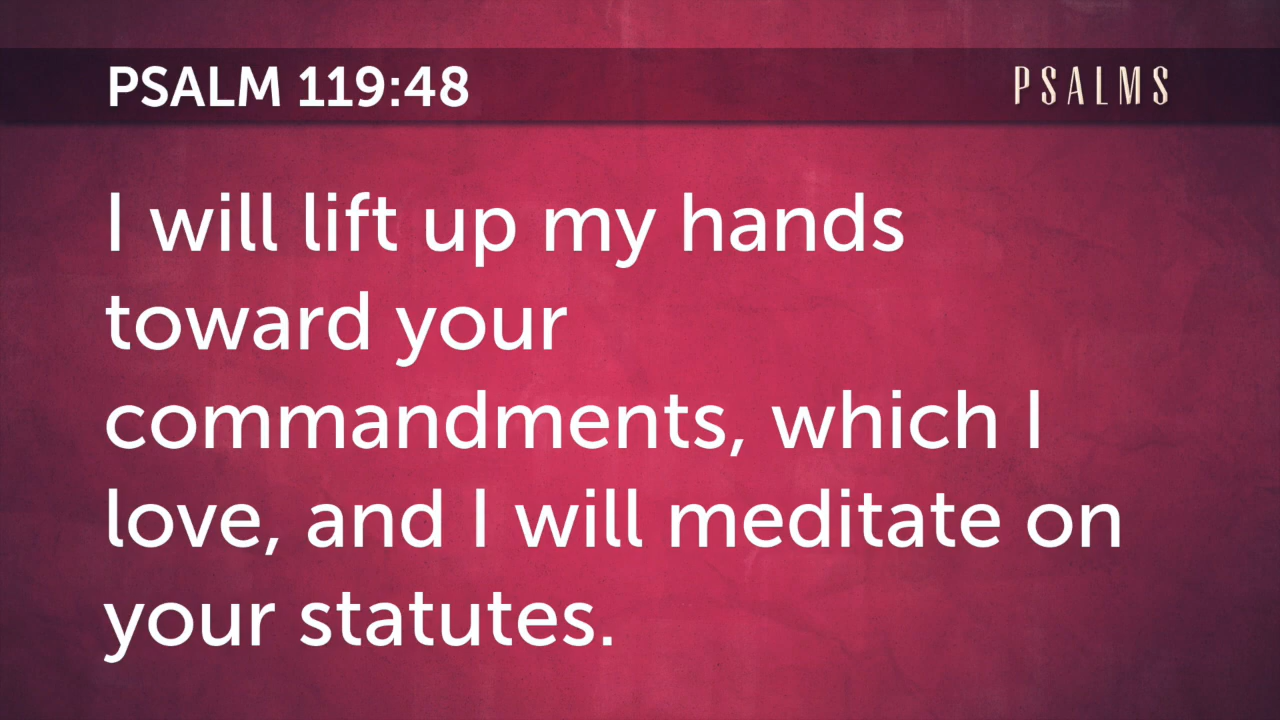 PSALM 119:48
PSALMS
I will lift up my hands
toward your
commandments, which I
love, and I will meditate on
your statutes.